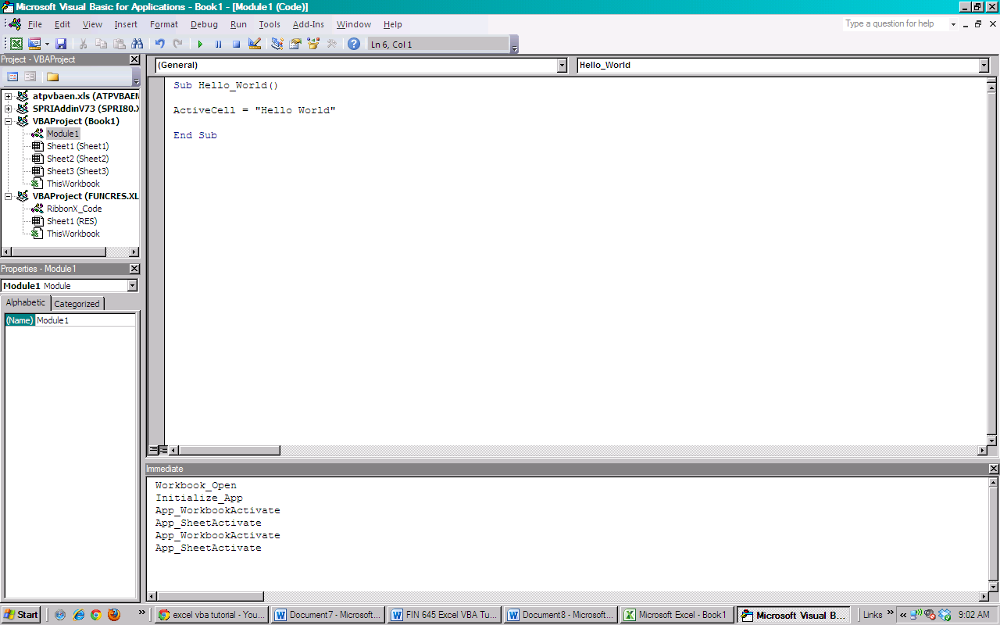 Microsoft Visual Basic for Applications - Book1 - [Module1 (Code)]
File Edit View Insert Format Debug Run Tools Add-Ins Window Help
Type a question for help
Ln 6, Col 1
Project - VBAProject
atpvbaen.xls (ATPVBAEN
SPRIAddinV73 (SPRI80.X
VBAProject (Book1)
Module1
Sheet1 (Sheet1)
Sheet2 (Sheet2)
Sheet3 (Sheet3)
ThisWorkbook
VBAProject (FUNCRES.XL
RibbonX_Code
Sheet1 (RES)
ThisWorkbook
Properties - Module1
Module1 Module
Alphabetic Categorized
(Name) Module1
(General) Hello_World
Sub Hello_World()
ActiveCell = "Hello World"
End Sub
Immediate
Workbook_Open
Initialize_App
App_WorkbookActivate
App_SheetActivate
App_WorkbookActivate
App_SheetActivate
Start excel vba tutorial - You... Document7 - Microsoft... FIN 645 Excel VBA Tu... Document8 - Microsoft... Microsoft Excel - Book1 Microsoft Visual B... Links 9:02 AM